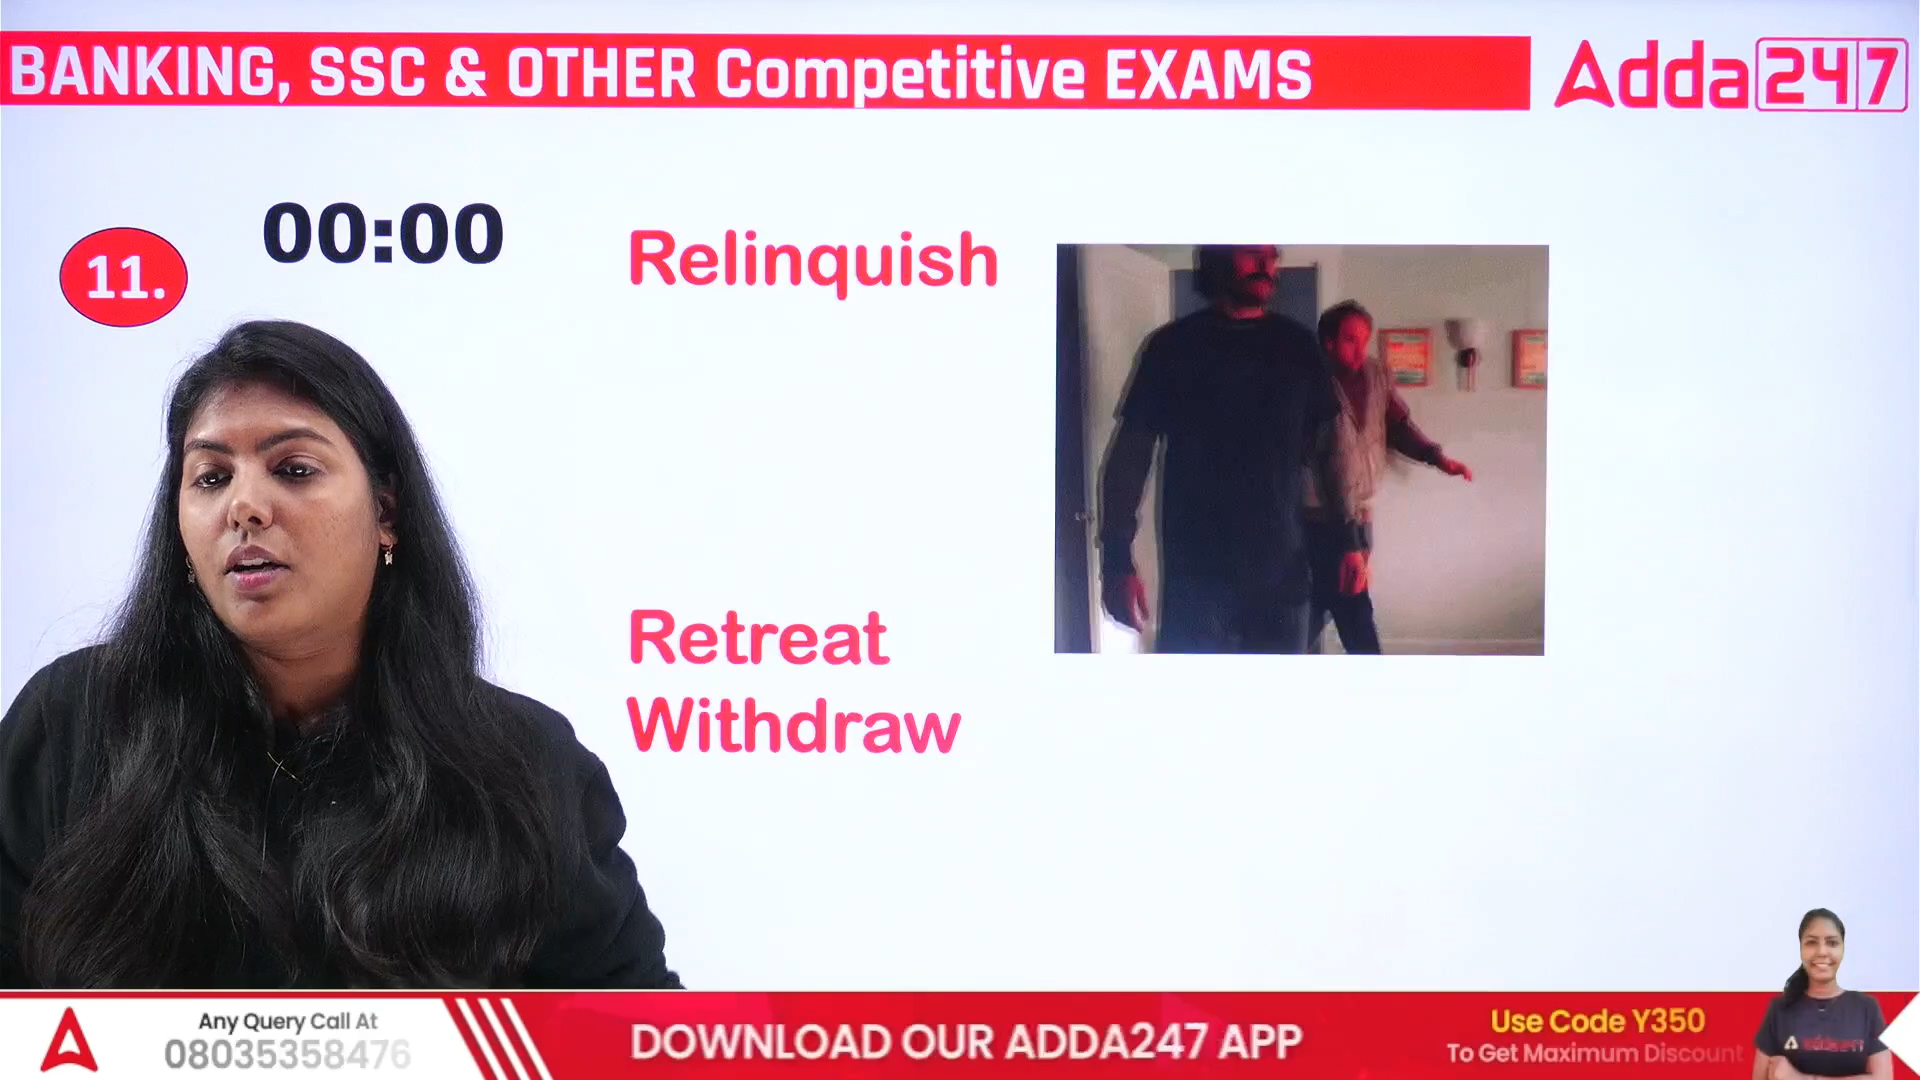 BANKING, SSC & OTHER Competitive EXAMS
Adda247
11.
00:00
Relinquish
Retreat
Withdraw
Any Query Call At
08035358476
DOWNLOAD OUR ADDA247 APP
Use Code Y350
To Get Maximum Discount